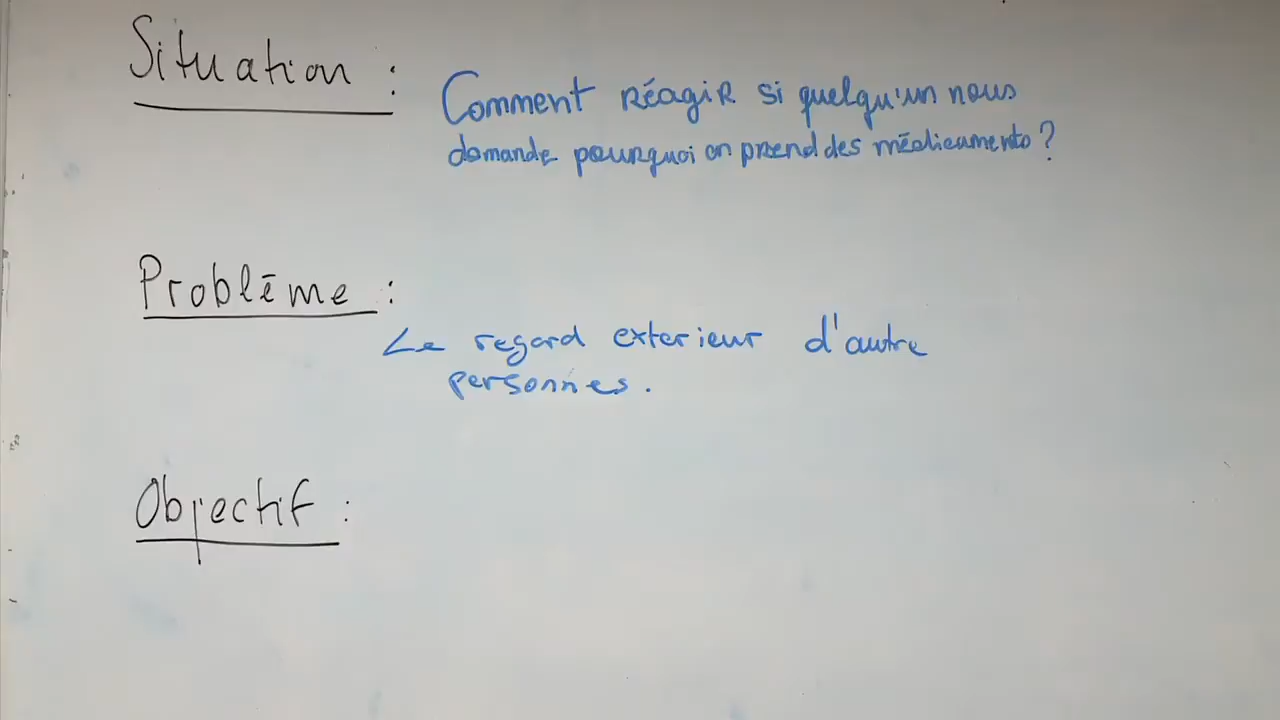 Situation :
Comment réagir si quelqu'un nous
demande pourquoi on prend des médicaments ?
Problème :
Le regard exterieur d'autre
personnes.
Objectif :